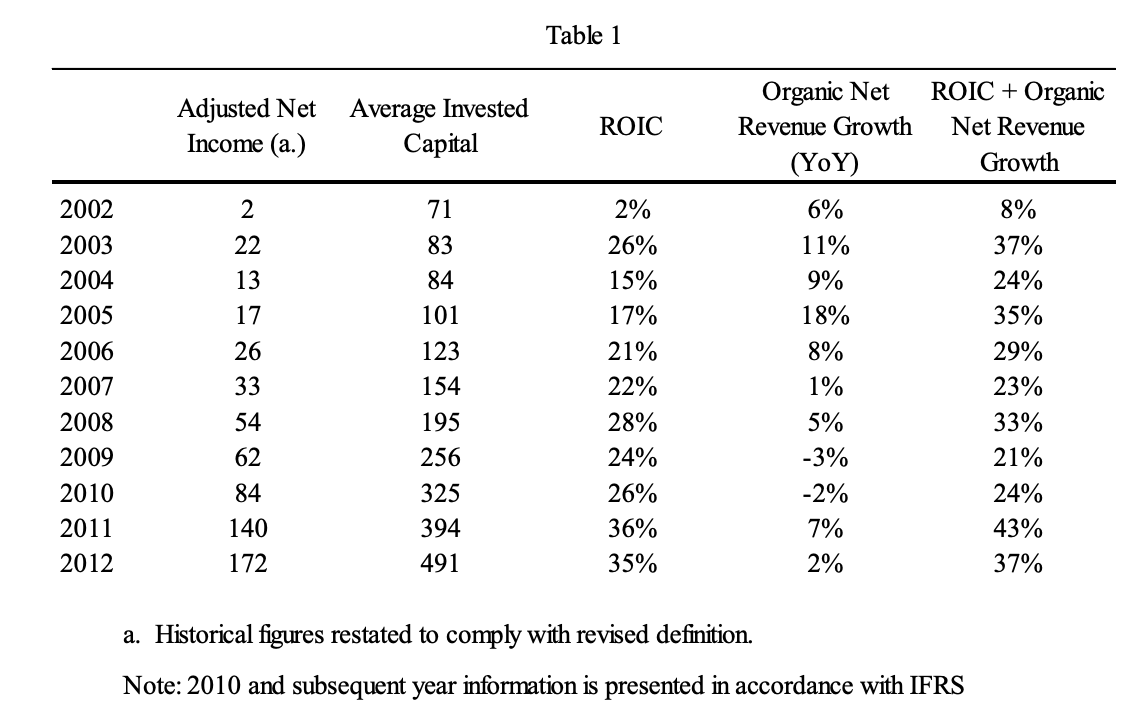 Table 1
Adjusted Net Income (a.) Average Invested Capital ROIC Organic Net Revenue Growth (YoY) ROIC + Organic Net Revenue Growth
2002 2 71 2% 6% 8%
2003 22 83 26% 11% 37%
2004 13 84 15% 9% 24%
2005 17 101 17% 18% 35%
2006 26 123 21% 8% 29%
2007 33 154 22% 1% 23%
2008 54 195 28% 5% 33%
2009 62 256 24% -3% 21%
2010 84 325 26% -2% 24%
2011 140 394 36% 7% 43%
2012 172 491 35% 2% 37%
a. Historical figures restated to comply with revised definition.
Note: 2010 and subsequent year information is presented in accordance with IFRS